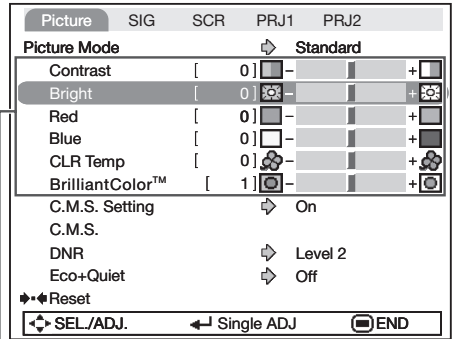 Picture SIG SCR PRJ1 PRJ2
Picture Mode Standard
Contrast [ 0] - +
Bright [ 0] - +
Red [ 0] - +
Blue [ 0] - +
CLR Temp [ 0] - +
BrilliantColor™ [ 1] - +
C.M.S. Setting On
C.M.S.
DNR Level 2
Eco+Quiet Off
Reset
SEL./ADJ. Single ADJ END